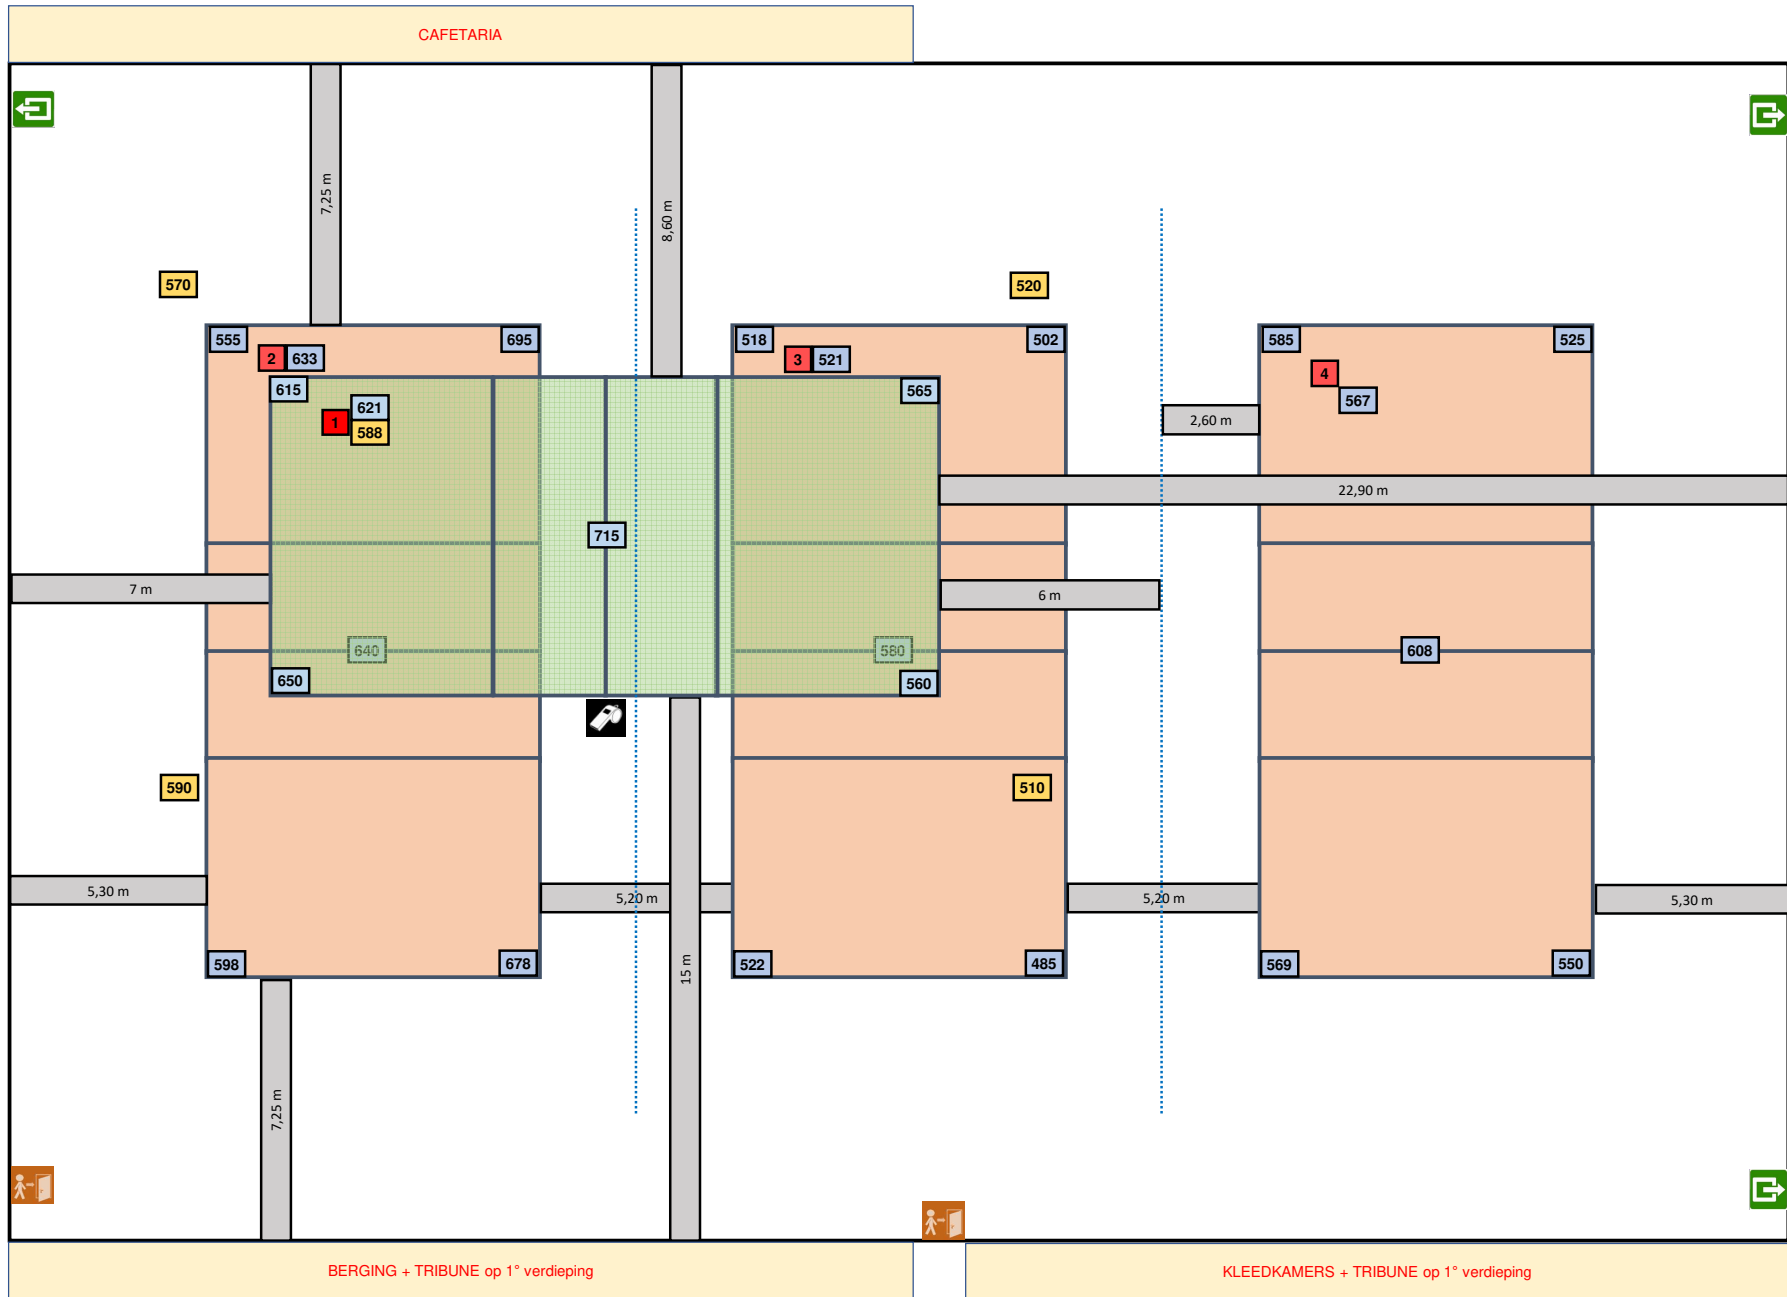 CAFETARIA
7,25 m
8,60 m
570
520
555
695
518
502
585
525
2
633
3
521
4
615
565
567
621
1
588
2,60 m
22,90 m
715
7 m
6 m
640
580
608
650
560
590
510
5,30 m
5,20 m
5,20 m
5,30 m
15 m
598
678
522
485
569
550
7,25 m
BERGING + TRIBUNE op 1° verdieping
KLEEDKAMERS + TRIBUNE op 1° verdieping